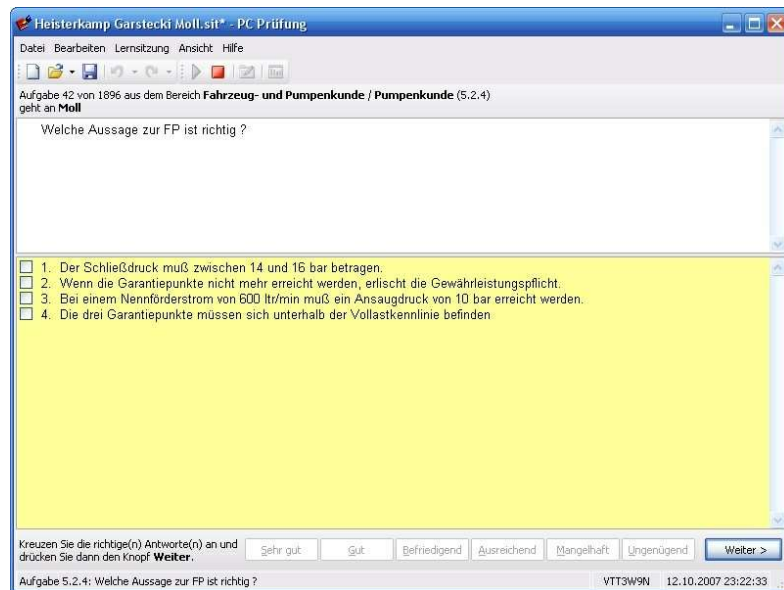 Heisterkamp Garstecki Moll.sit* - PC Prüfung
Datei Bearbeiten Lernsitzung Ansicht Hilfe
Aufgabe 42 von 1896 aus dem Bereich Fahrzeug- und Pumpenkunde / Pumpenkunde (5.2.4)
geht an Moll
Welche Aussage zur FP ist richtig ?
1. Der Schließdruck muß zwischen 14 und 16 bar betragen.
2. Wenn die Garantiepunkte nicht mehr erreicht werden, erlischt die Gewährleistungspflicht.
3. Bei einem Nennförderstrom von 600 ltr/min muß ein Ansaugdruck von 10 bar erreicht werden.
4. Die drei Garantiepunkte müssen sich unterhalb der Vollastkennlinie befinden
Kreuzen Sie die richtige(n) Antworte(n) an und
drücken Sie dann den Knopf Weiter.
Sehr gut Gut Befriedigend Ausreichend Mangelhaft Ungenügend Weiter >
Aufgabe 5.2.4: Welche Aussage zur FP ist richtig ? VTT3W9N 12.10.2007 23:22:33